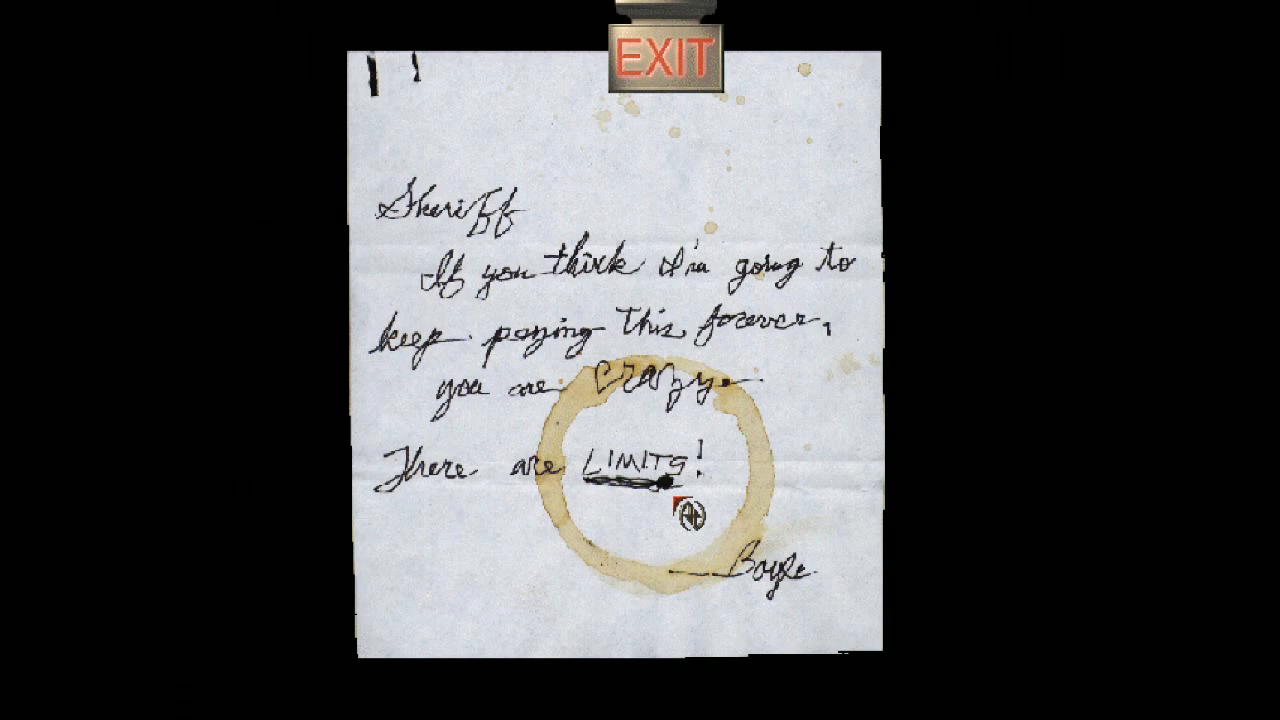 EXIT
Sheriff
If you think I'm going to
keep paying this forever,
you are crazy.
There are LIMITS!
—Boyle